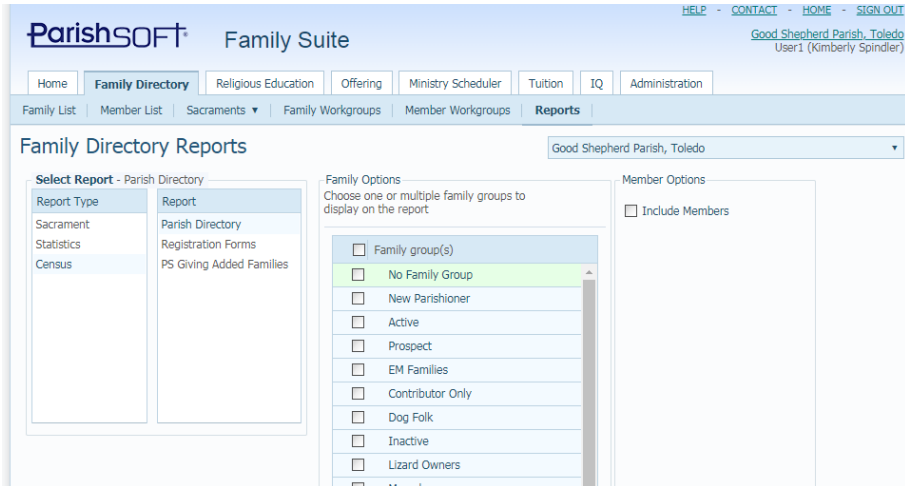 HELP - CONTACT - HOME - SIGN OUT
ParishSOFT Family Suite
Good Shepherd Parish, Toledo
User1 (Kimberly Spindler)
Home Family Directory Religious Education Offering Ministry Scheduler Tuition IQ Administration
Family List Member List Sacraments ▼ Family Workgroups Member Workgroups Reports
Family Directory Reports
Good Shepherd Parish, Toledo
Select Report - Parish Directory
Report Type
Sacrament
Statistics
Census
Report
Parish Directory
Registration Forms
PS Giving Added Families
Family Options
Choose one or multiple family groups to
display on the report
Family group(s)
No Family Group
New Parishioner
Active
Prospect
EM Families
Contributor Only
Dog Folk
Inactive
Lizard Owners
Member Options
Include Members